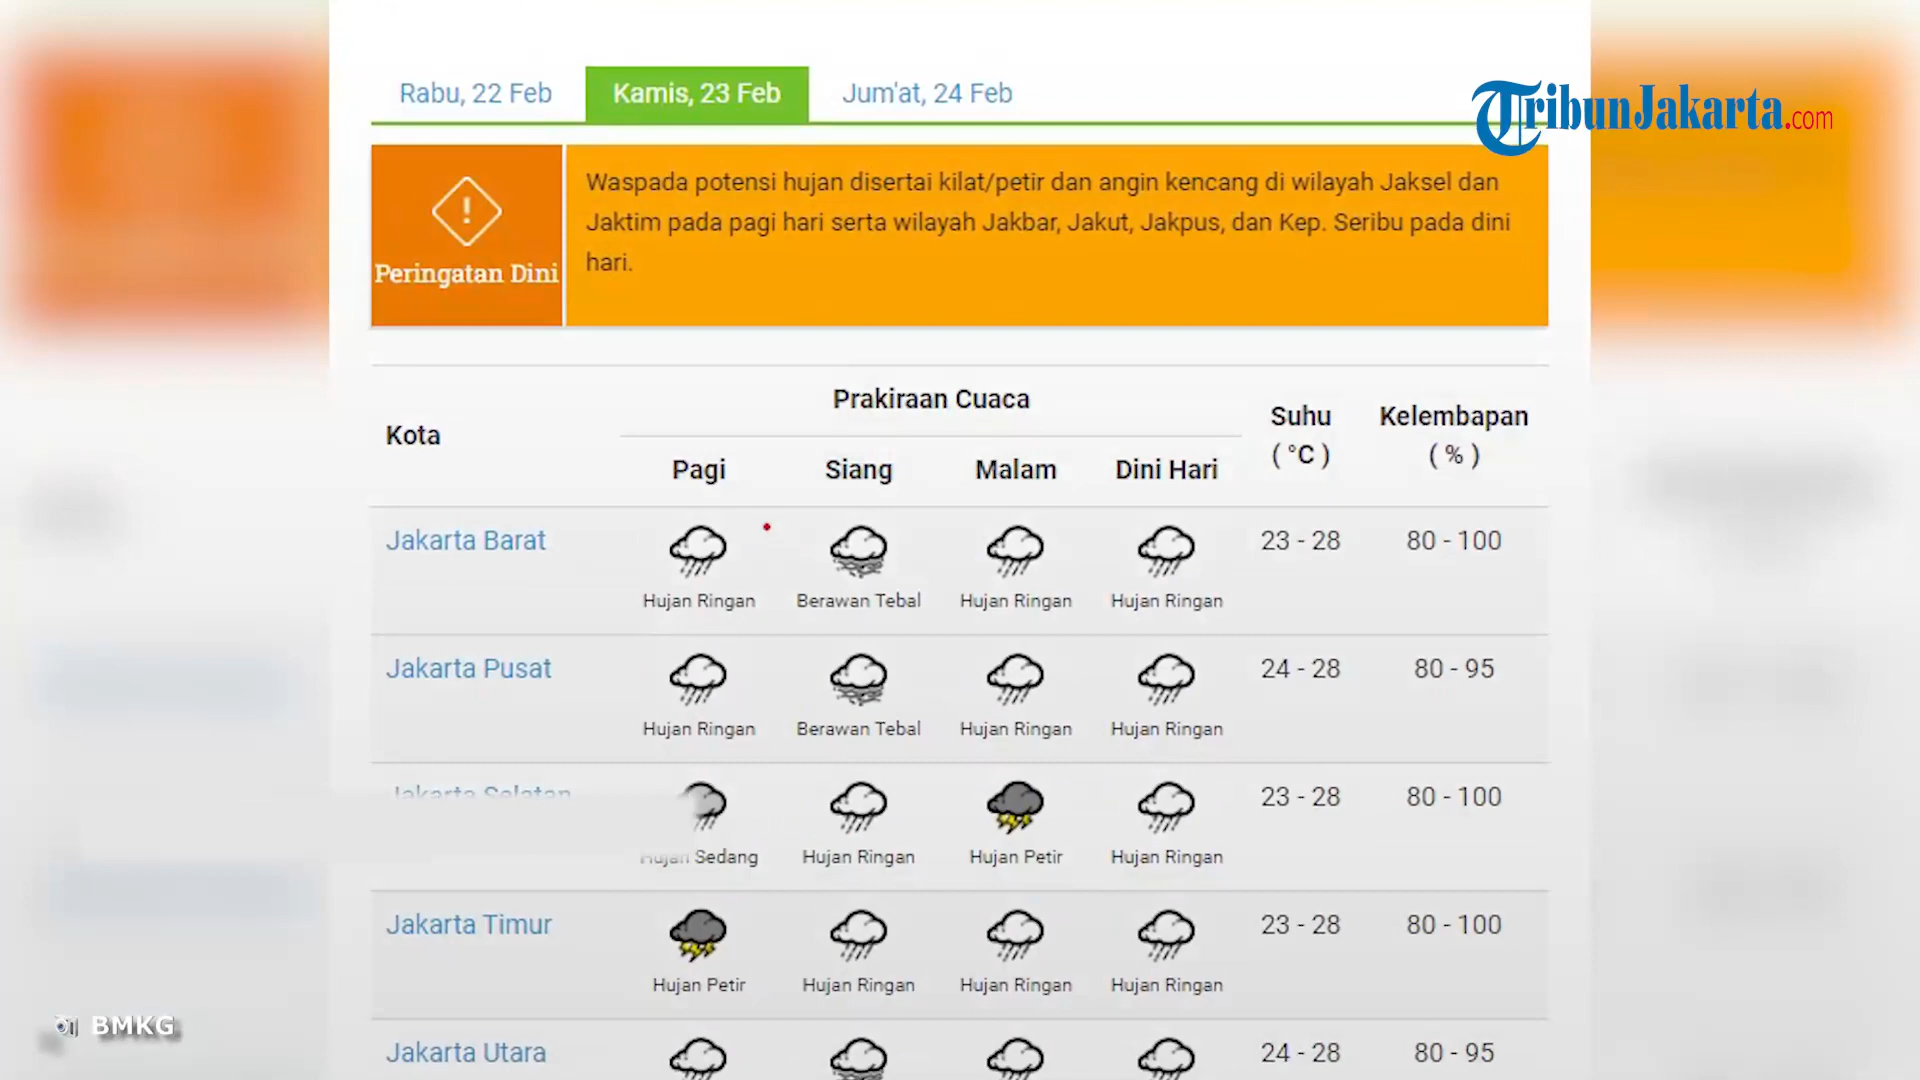 Rabu, 22 Feb
Kamis, 23 Feb
Jum'at, 24 Feb
TribunJakarta.com
Peringatan Dini
Waspada potensi hujan disertai kilat/petir dan angin kencang di wilayah Jaksel dan
Jaktim pada pagi hari serta wilayah Jakbar, Jakut, Jakpus, dan Kep. Seribu pada dini
hari.
Kota
Prakiraan Cuaca
Suhu
( °C )
Kelembapan
( % )
Pagi
Siang
Malam
Dini Hari
Jakarta Barat
23 - 28
80 - 100
Hujan Ringan
Berawan Tebal
Hujan Ringan
Hujan Ringan
Jakarta Pusat
24 - 28
80 - 95
Hujan Ringan
Berawan Tebal
Hujan Ringan
Hujan Ringan
Jakarta Selatan
23 - 28
80 - 100
Hujan Sedang
Hujan Ringan
Hujan Petir
Hujan Ringan
Jakarta Timur
23 - 28
80 - 100
Hujan Petir
Hujan Ringan
Hujan Ringan
Hujan Ringan
BMKG
Jakarta Utara
24 - 28
80 - 95